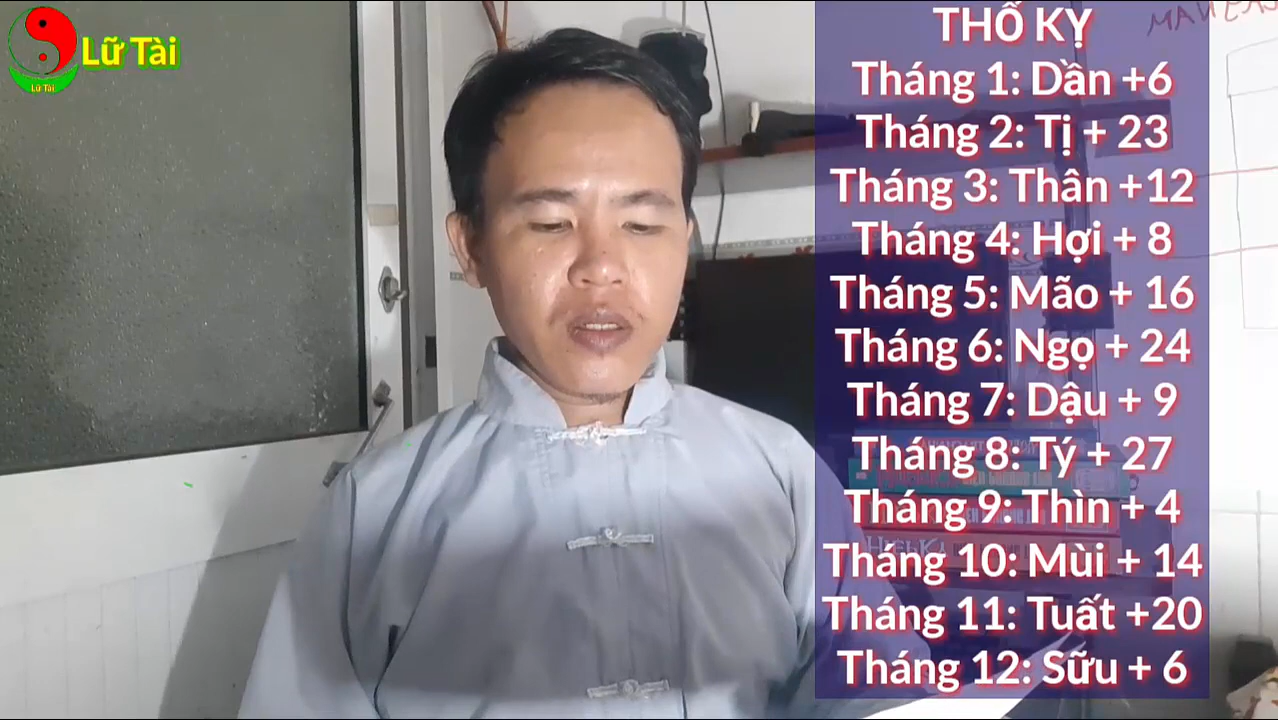 Lữ Tài
Lữ Tài
THỔ KỴ
Tháng 1: Dần +6
Tháng 2: Tị + 23
Tháng 3: Thân +12
Tháng 4: Hợi + 8
Tháng 5: Mão + 16
Tháng 6: Ngọ + 24
Tháng 7: Dậu + 9
Tháng 8: Tý + 27
Tháng 9: Thìn + 4
Tháng 10: Mùi + 14
Tháng 11: Tuất +20
Tháng 12: Sữu + 6